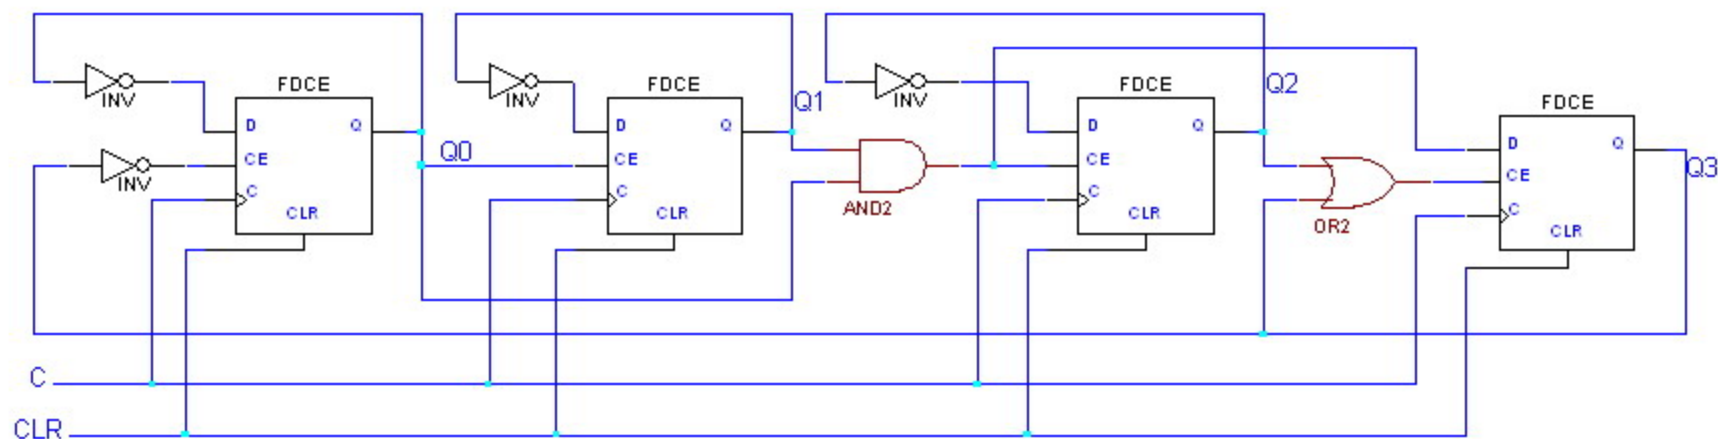 INV
INV
FDCE
D
Q
CE
C
CLR
Q0
INV
FDCE
D
Q
CE
C
CLR
Q1
AND2
INV
FDCE
D
Q
CE
C
CLR
Q2
OR2
FDCE
D
Q
CE
C
CLR
Q3
C
CLR